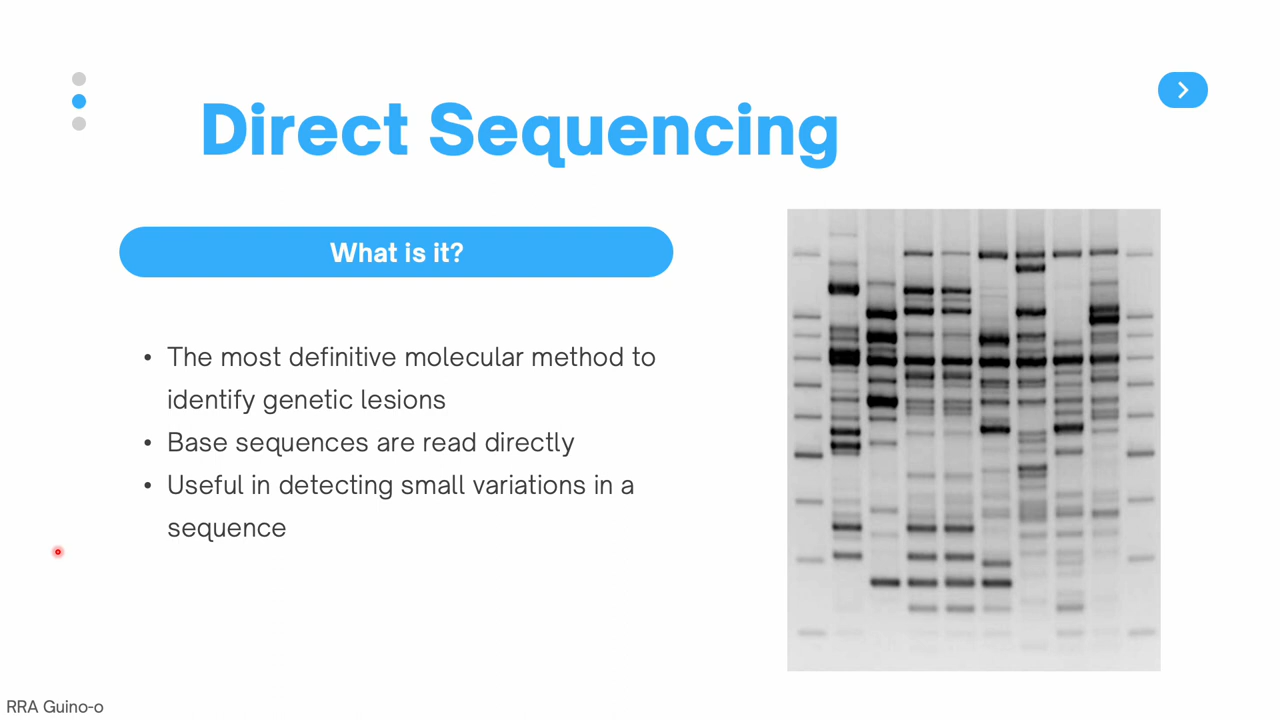 Direct Sequencing
What is it?
• The most definitive molecular method to
identify genetic lesions
• Base sequences are read directly
• Useful in detecting small variations in a
sequence
RRA Guino-o